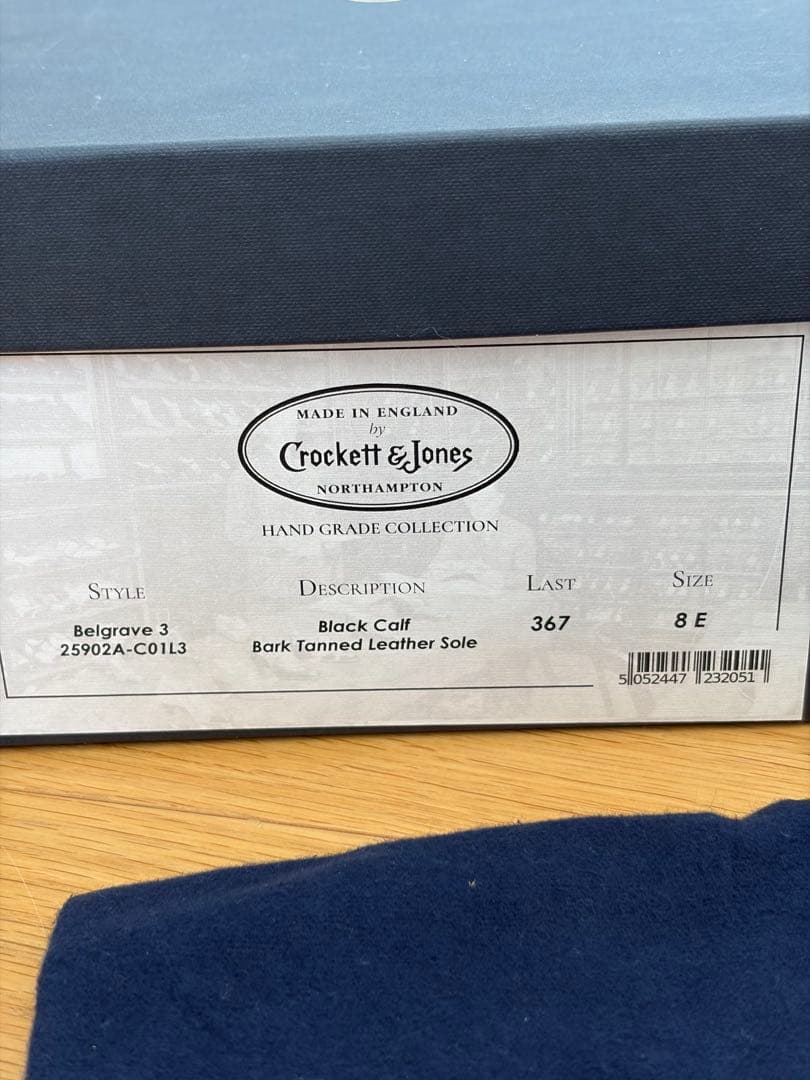 MADE IN ENGLAND
by
Crockett & Jones
NORTHAMPTON
HAND GRADE COLLECTION
STYLE DESCRIPTION LAST SIZE
Belgrave 3 Black Calf 367 8 E
25902A-C01L3 Bark Tanned Leather Sole
5 052447 232051